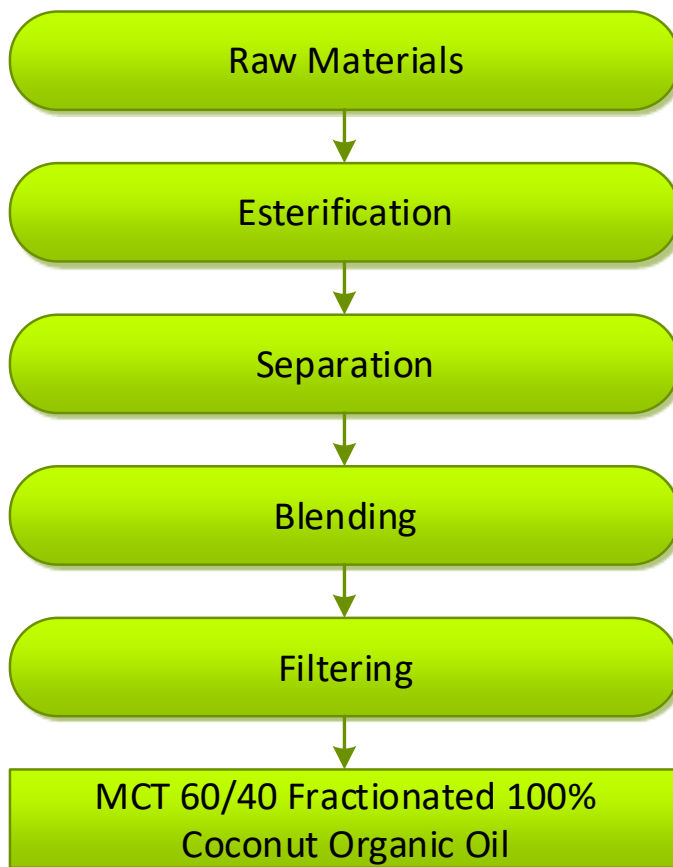 Raw Materials
Esterification
Separation
Blending
Filtering
MCT 60/40 Fractionated 100%
Coconut Organic Oil